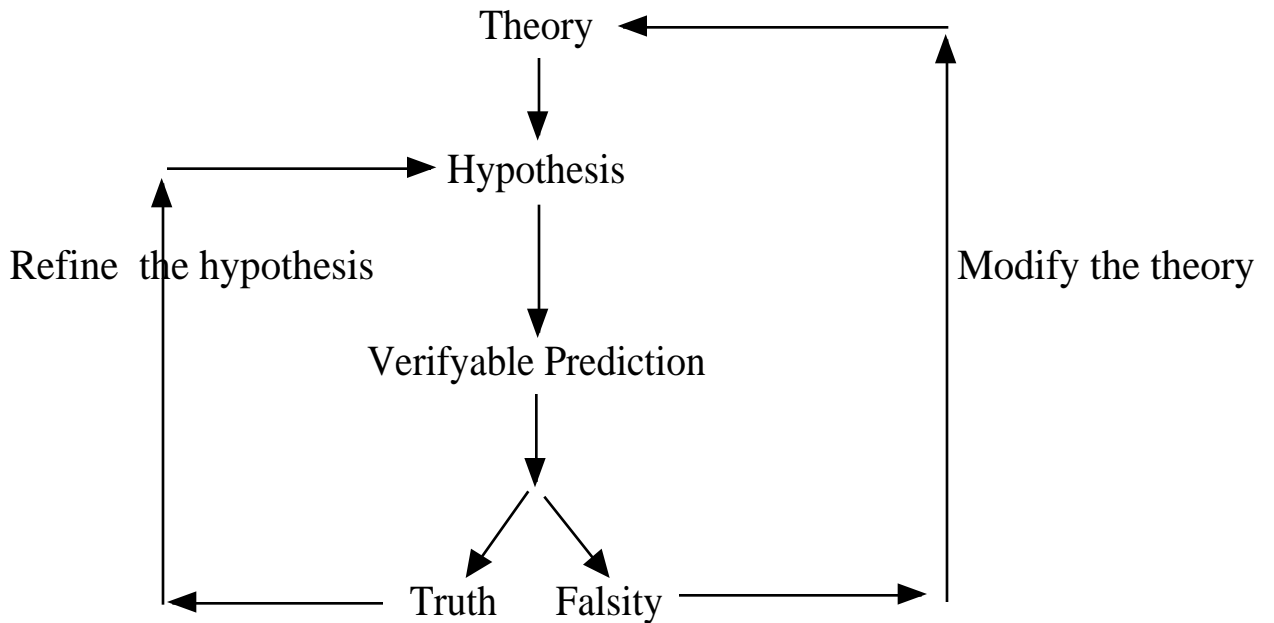 Theory
Hypothesis
Refine the hypothesis
Modify the theory
Verifyable Prediction
Truth
Falsity